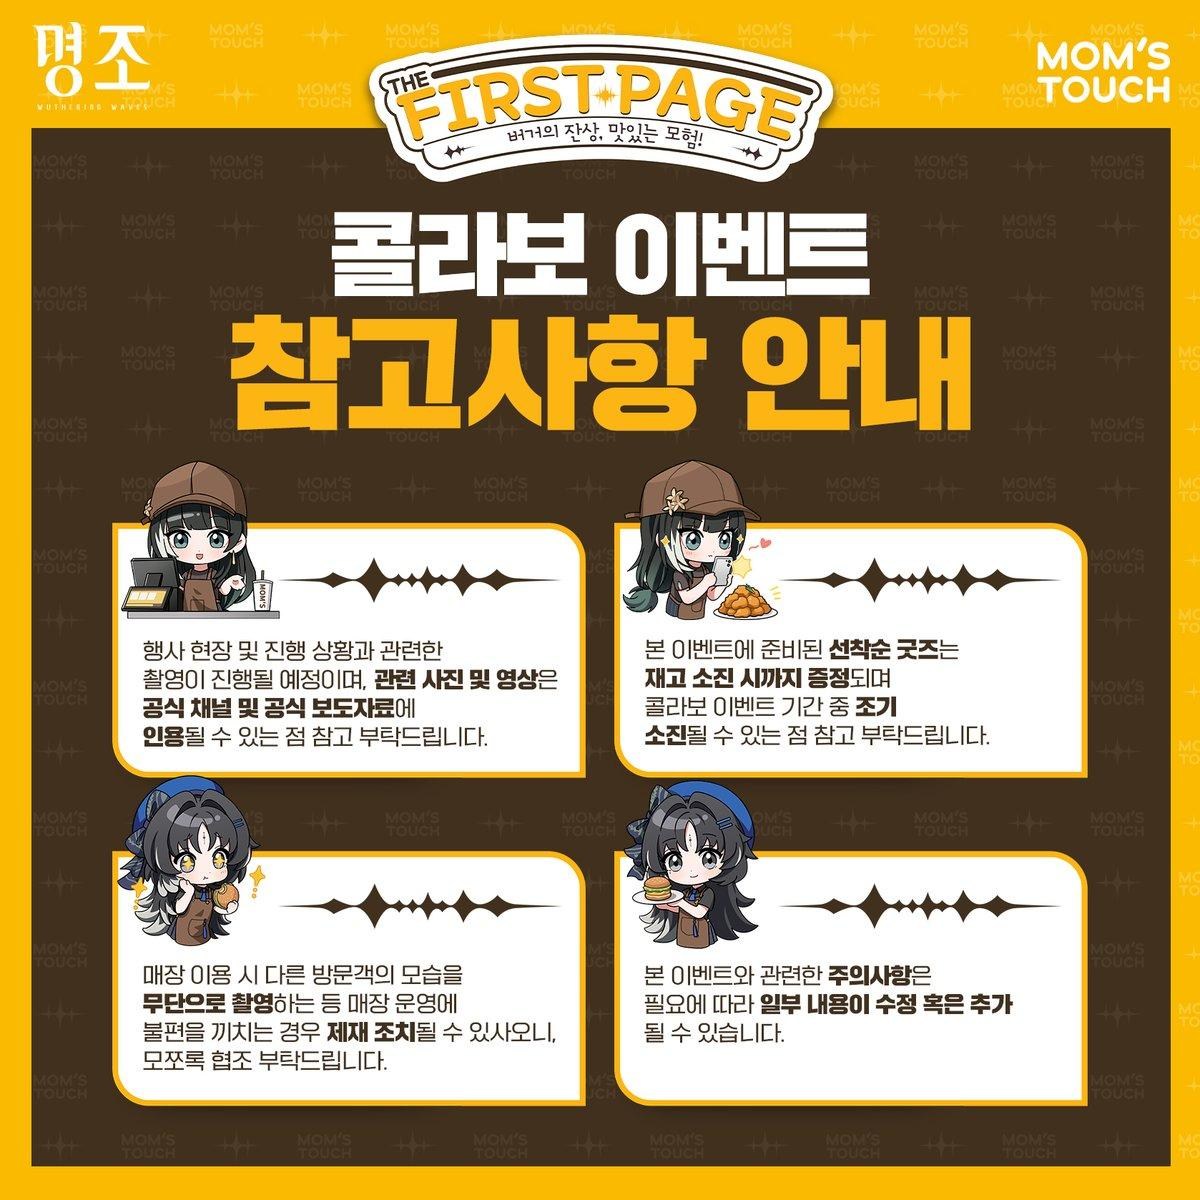 명조
WUTHERING WAVES
THE
FIRST PAGE
버거의 잔상, 맛있는 모험!
MOM'S
TOUCH
콜라보 이벤트
참고사항 안내
MOM'S
행사 현장 및 진행 상황과 관련한
촬영이 진행될 예정이며, 관련 사진 및 영상은
공식 채널 및 공식 보도자료에
인용될 수 있는 점 참고 부탁드립니다.
본 이벤트에 준비된 선착순 굿즈는
재고 소진 시까지 증정되며
콜라보 이벤트 기간 중 조기
소진될 수 있는 점 참고 부탁드립니다.
매장 이용 시 다른 방문객의 모습을
무단으로 촬영하는 등 매장 운영에
불편을 끼치는 경우 제재 조치될 수 있사오니,
모쪼록 협조 부탁드립니다.
본 이벤트와 관련한 주의사항은
필요에 따라 일부 내용이 수정 혹은 추가
될 수 있습니다.